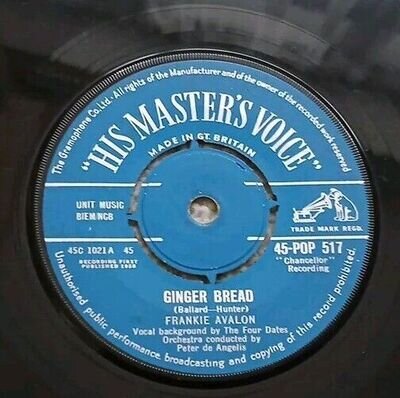 The Gramophone Co. Ltd. All rights of the Manufacturer and of the owner of the recorded work reserved.
"HIS MASTER'S VOICE"
MADE IN GT. BRITAIN
UNIT MUSIC
BIEM/NCB
TRADE MARK REGD.
45C 1021A 45
RECORDING FIRST
PUBLISHED 1958
45-POP 517
"Chancellor"
Recording
GINGER BREAD
(Ballard-Hunter)
FRANKIE AVALON
Vocal background by The Four Dates
Orchestra conducted by
Peter de Angelis
Unauthorised public performance, broadcasting and copying of this record prohibited.